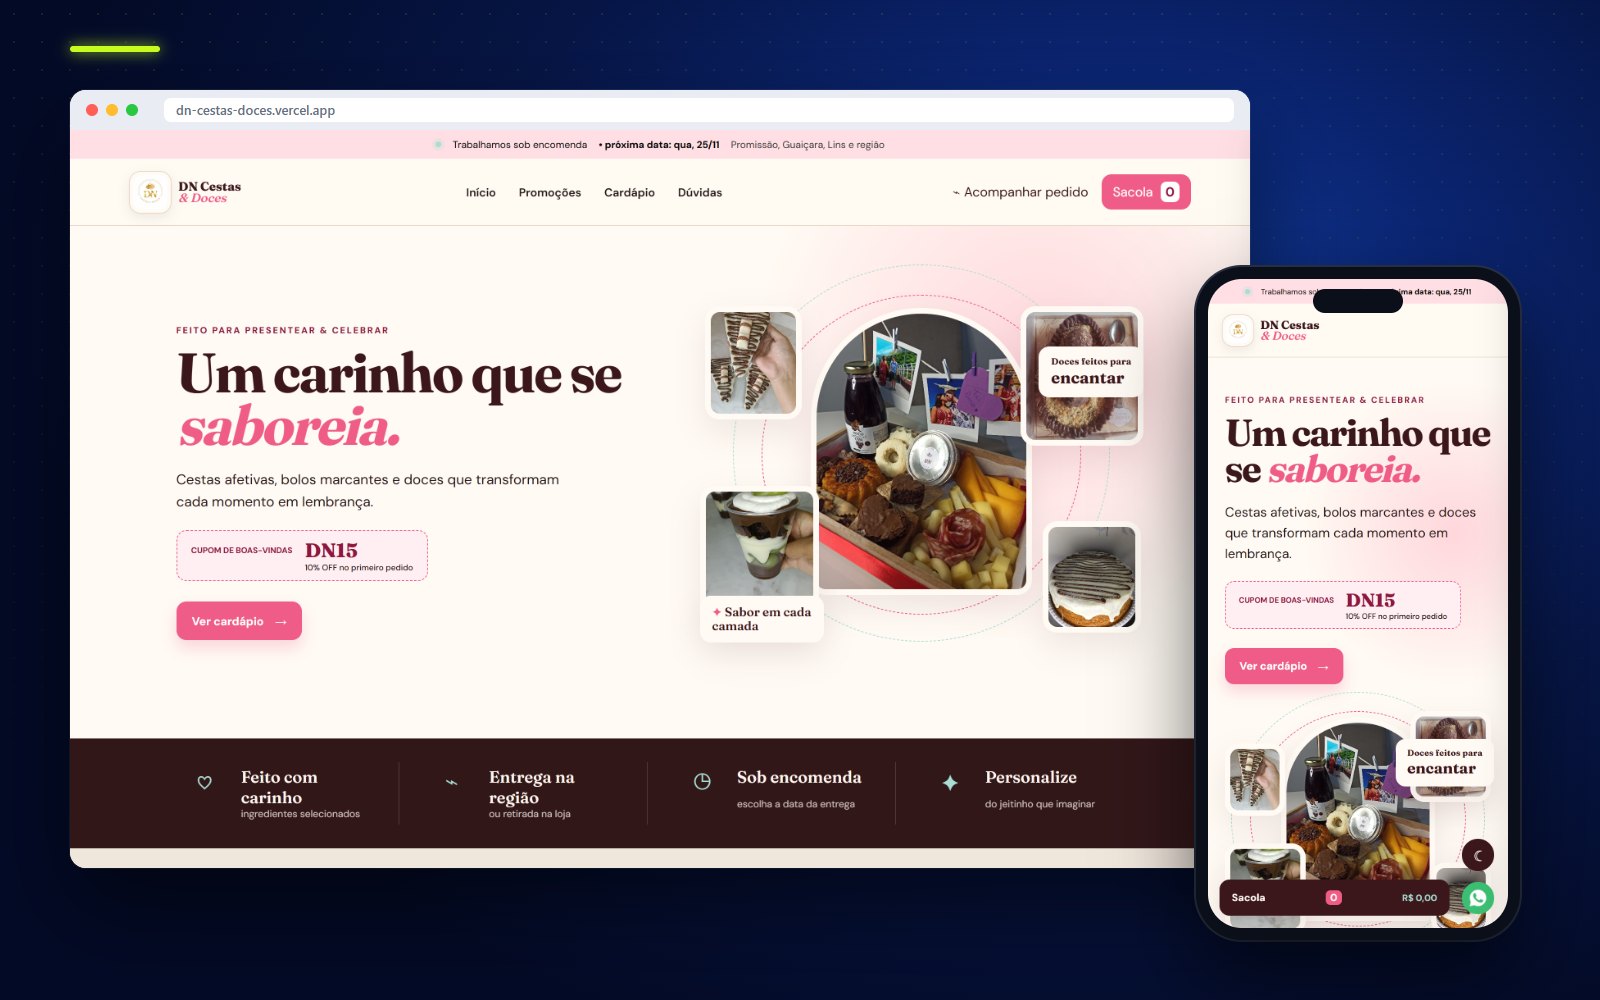 dn-cestas-doces.vercel.app
Trabalhamos sob encomenda • próxima data: qua, 25/11 Promissão, Guaiçara, Lins e região
DN
DN Cestas
& Doces
Início Promoções Cardápio Dúvidas
Acompanhar pedido
Sacola 0
FEITO PARA PRESENTEAR & CELEBRAR
Um carinho que se
saboreia.
Cestas afetivas, bolos marcantes e doces que transformam
cada momento em lembrança.
CUPOM DE BOAS-VINDAS DN15
10% OFF no primeiro pedido
Ver cardápio →
Doces feitos para
encantar
✦ Sabor em cada
camada
Feito com
carinho
ingredientes selecionados
Entrega na
região
ou retirada na loja
Sob encomenda
escolha a data da entrega
Personalize
do jeitinho que imaginar
Trabalhamos so
ima data: qua, 25/11
DN Cestas
& Doces
FEITO PARA PRESENTEAR & CELEBRAR
Um carinho que
se saboreia.
Cestas afetivas, bolos marcantes e doces
que transformam cada momento em
lembrança.
CUPOM DE BOAS-VINDAS DN15
10% OFF no primeiro pedido
Ver cardápio →
Doces feitos para
encantar
Sacola 0 R$ 0,00